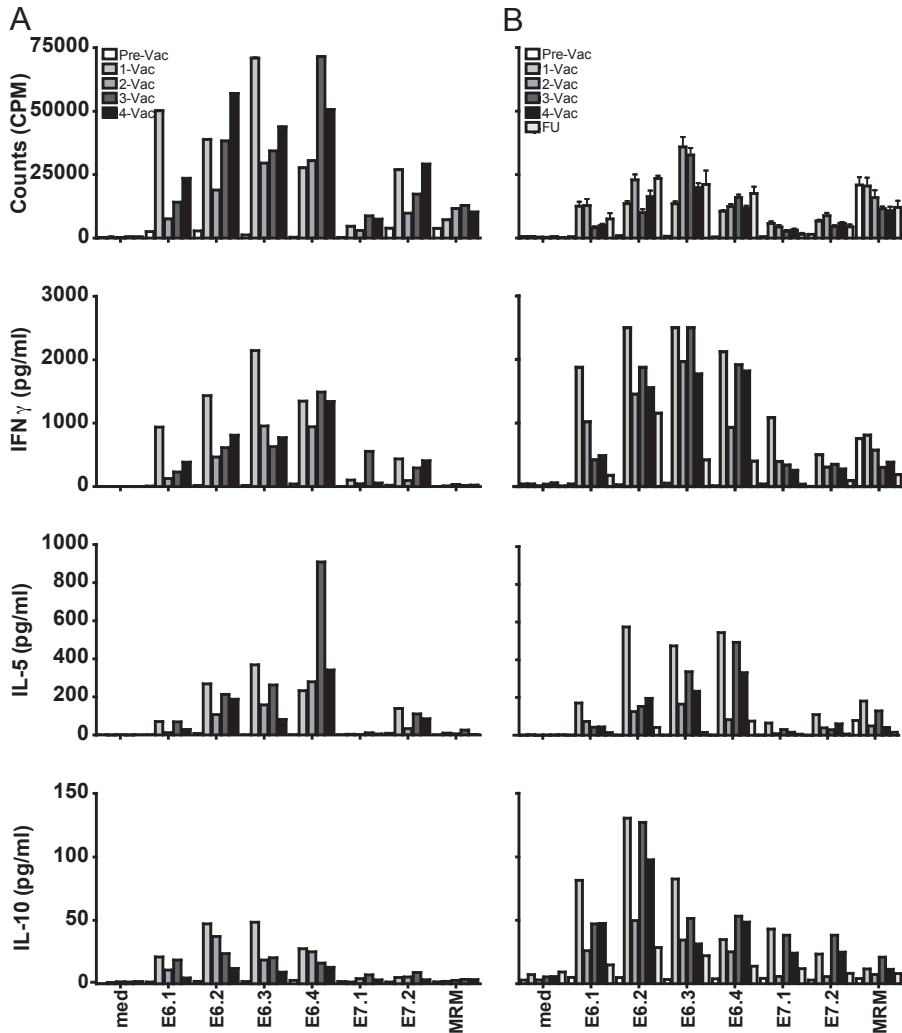 A
B
75000
50000
25000
0
Counts (CPM)
Pre-Vac
1-Vac
2-Vac
3-Vac
4-Vac
Pre-Vac
1-Vac
2-Vac
3-Vac
4-Vac
FU
3000
2000
1000
0
IFN γ (pg/ml)
1000
800
600
400
200
0
IL-5 (pg/ml)
150
100
50
0
IL-10 (pg/ml)
med
E6.1
E6.2
E6.3
E6.4
E7.1
E7.2
MRM
med
E6.1
E6.2
E6.3
E6.4
E7.1
E7.2
MRM